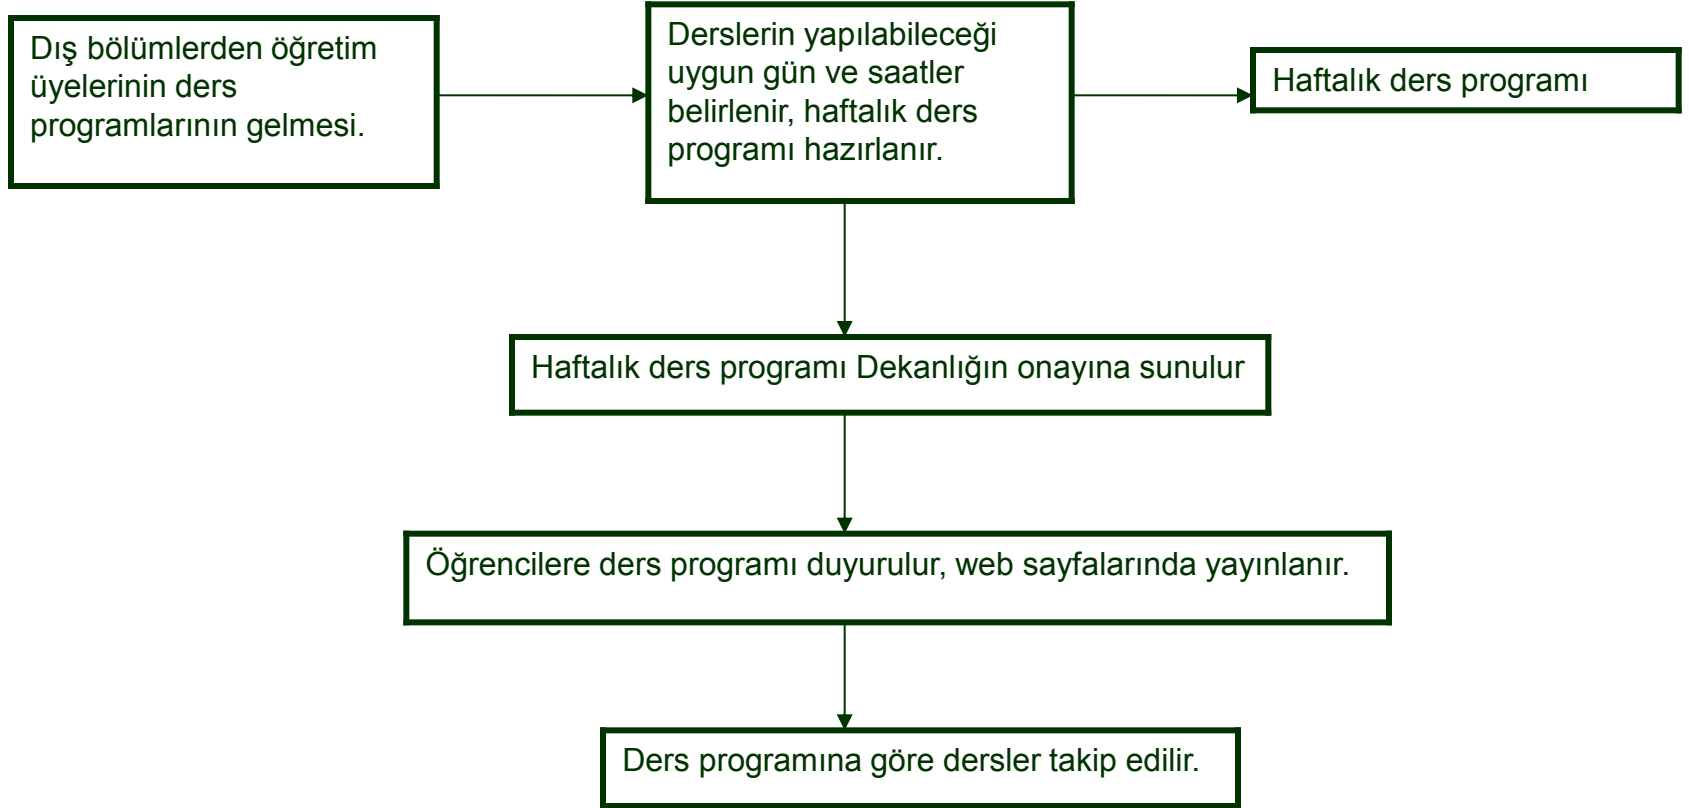 Dış bölümlerden öğretim
üyelerinin ders
programlarının gelmesi.
Derslerin yapılabileceği
uygun gün ve saatler
belirlenir, haftalık ders
programı hazırlanır.
Haftalık ders programı
Haftalık ders programı Dekanlığın onayına sunulur
Öğrencilere ders programı duyurulur, web sayfalarında yayınlanır.
Ders programına göre dersler takip edilir.